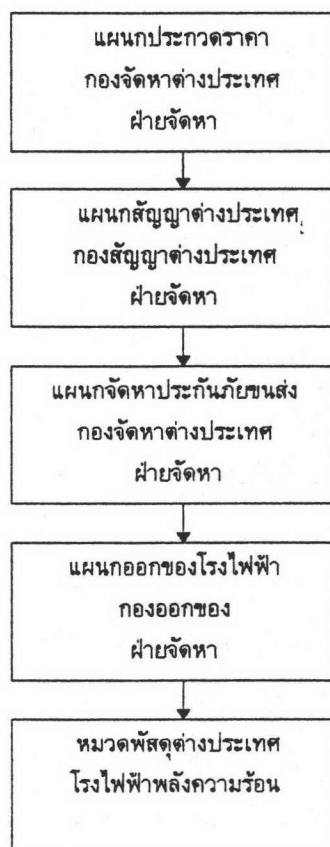 แผนกประกวดราคา
กองจัดหาต่างประเทศ
ฝ่ายจัดหา
แผนกสัญญาต่างประเทศ
กองสัญญาต่างประเทศ
ฝ่ายจัดหา
แผนกจัดหาประกันภัยขนส่ง
กองจัดหาต่างประเทศ
ฝ่ายจัดหา
แผนกออกของโรงไฟฟ้า
กองออกของ
ฝ่ายจัดหา
หมวดพัสดุต่างประเทศ
โรงไฟฟ้าพลังความร้อน